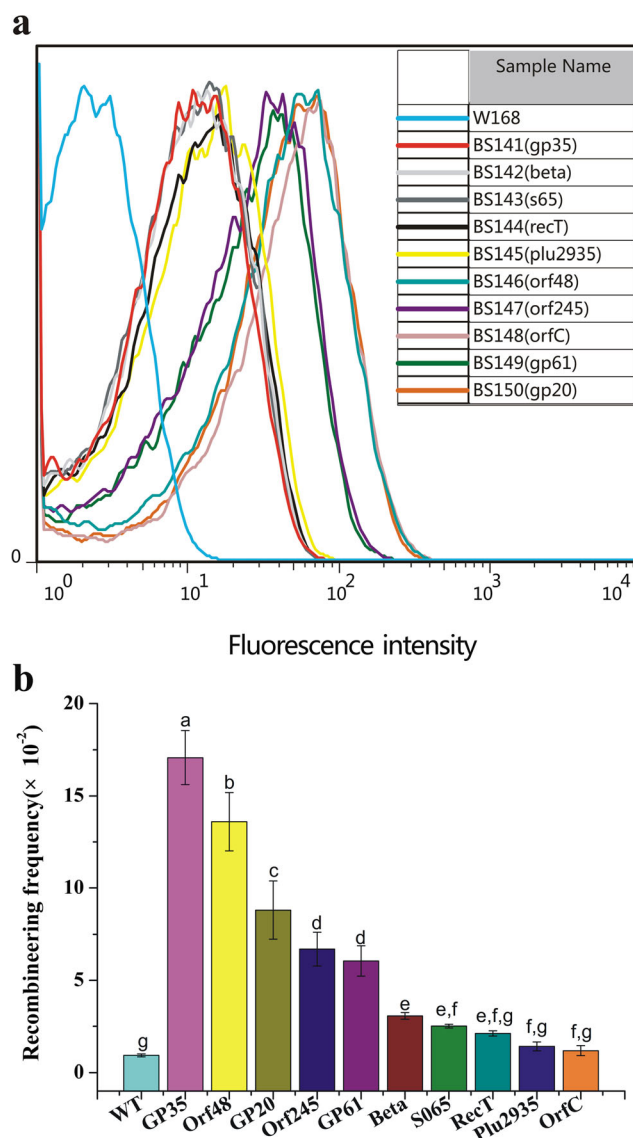 a
Sample Name
W168
BS141(gp35)
BS142(beta)
BS143(s65)
BS144(recT)
BS145(plu2935)
BS146(orf48)
BS147(orf245)
BS148(orfC)
BS149(gp61)
BS150(gp20)
0
10^0 10^1 10^2 10^3 10^4
Fluorescence intensity
b
Recombineering frequency(× 10^-2)
20
15
10
5
0
g a b c d d e e,f e,f,g f,g f,g
WT GP35 Orf48 GP20 Orf245 GP61 Beta S065 RecT Plu2935 OrfC